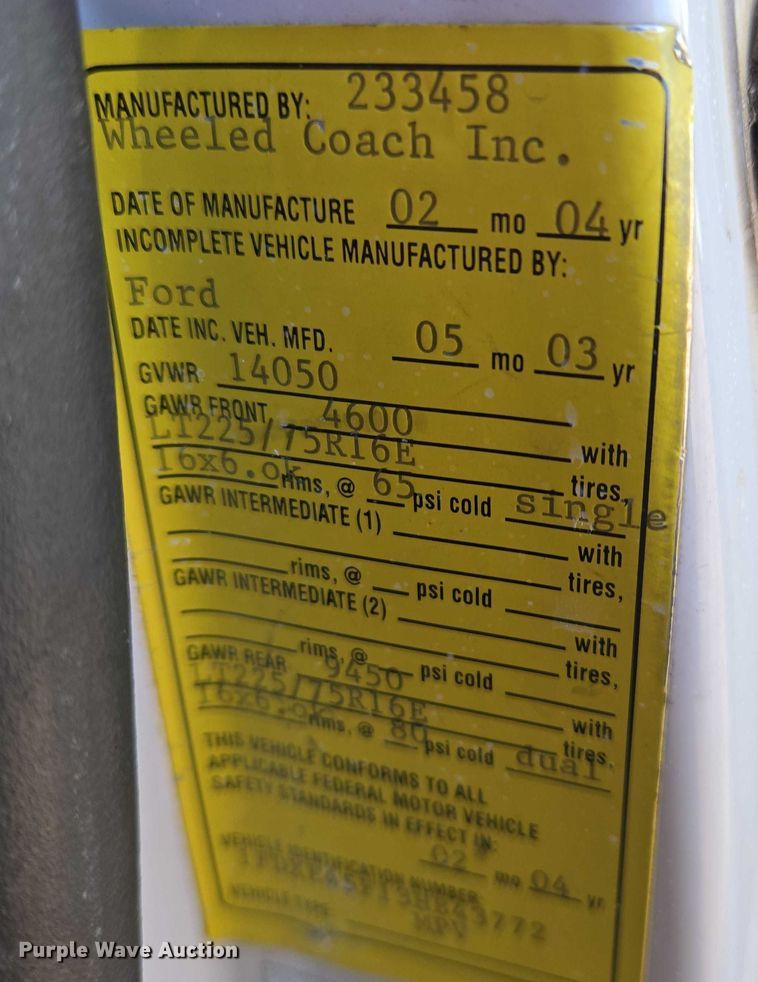 MANUFACTURED BY: 233458
Wheeled Coach Inc.
DATE OF MANUFACTURE 02 mo 04 yr
INCOMPLETE VEHICLE MANUFACTURED BY:
Ford
DATE INC. VEH. MFD. 05 mo 03 yr
GVWR 14050
GAWR FRONT 4600 with
LT225/75R16E tires,
16x6.0k rims, @ 65 psi cold single
GAWR INTERMEDIATE (1) with
tires,
rims, @ psi cold
GAWR INTERMEDIATE (2) with
tires,
rims, @ psi cold
GAWR REAR 9450 with
LT225/75R16E tires,
16x6.0k rims, @ 80 psi cold dual
THIS VEHICLE CONFORMS TO ALL
APPLICABLE FEDERAL MOTOR VEHICLE
SAFETY STANDARDS IN EFFECT IN:
02 mo 04 yr
VEHICLE IDENTIFICATION NUMBER
VEHICLE TYPE MPV
Purple Wave Auction